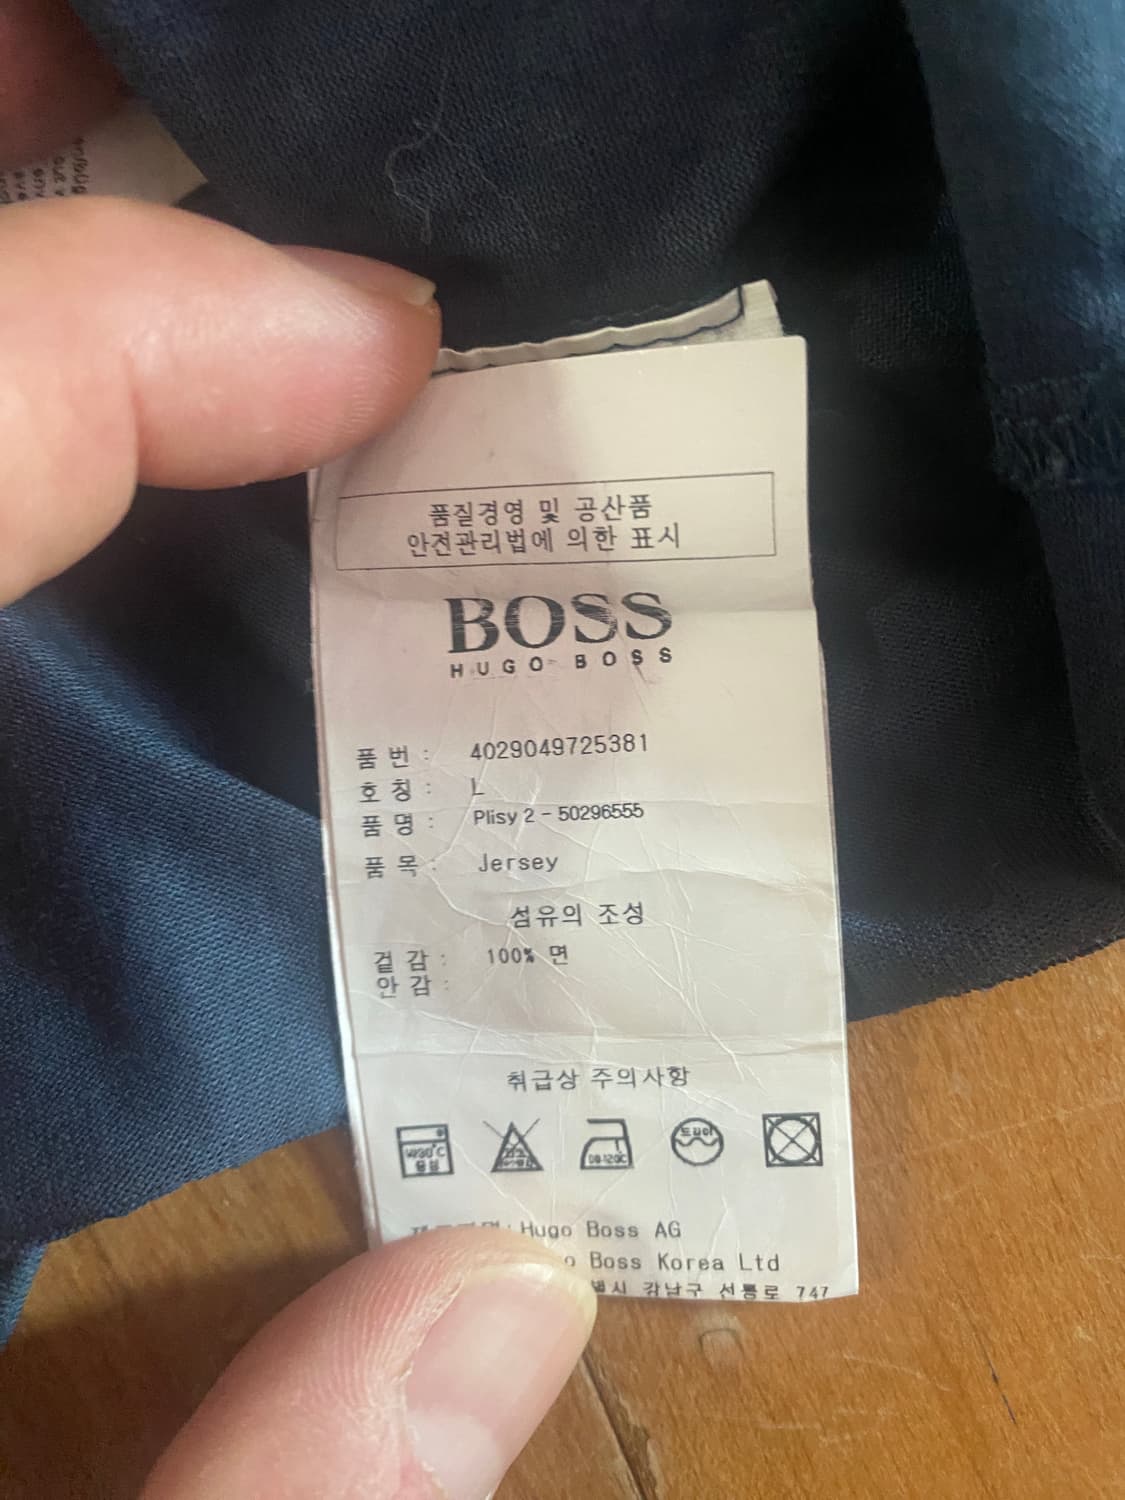 품질경영 및 공산품
안전관리법에 의한 표시
BOSS
HUGO BOSS
품 번 : 4029049725381
호 칭 : L
품 명 : Plisy 2 - 50296555
품 목 : Jersey
섬유의 조성
겉 감 : 100% 면
안 감 :
취급상 주의사항
드라이
Hugo Boss AG
Boss Korea Ltd
강남구 선릉로 747